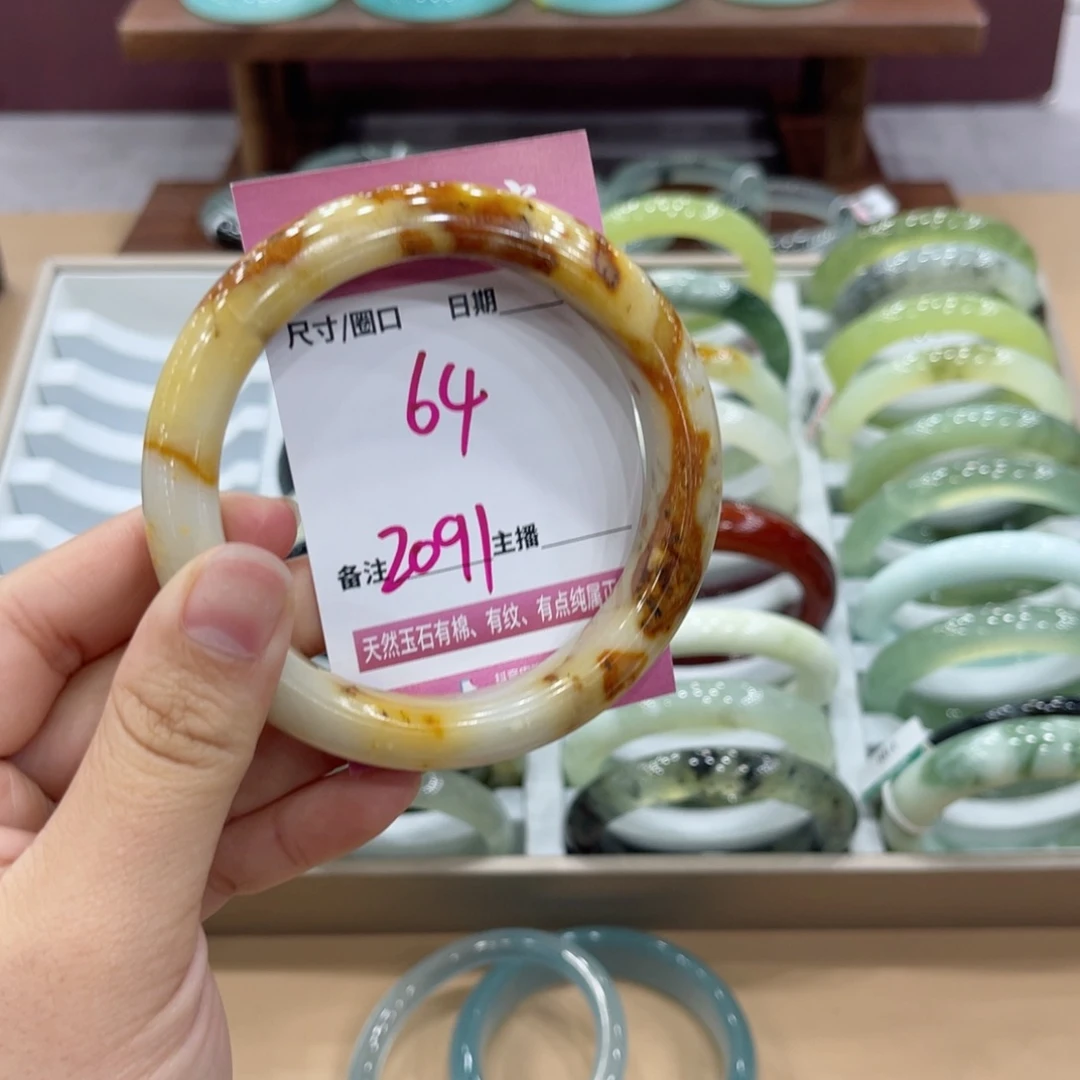 尺寸/圈口 日期
64
备注2091主播
天然玉石有棉、有纹、有点纯属正